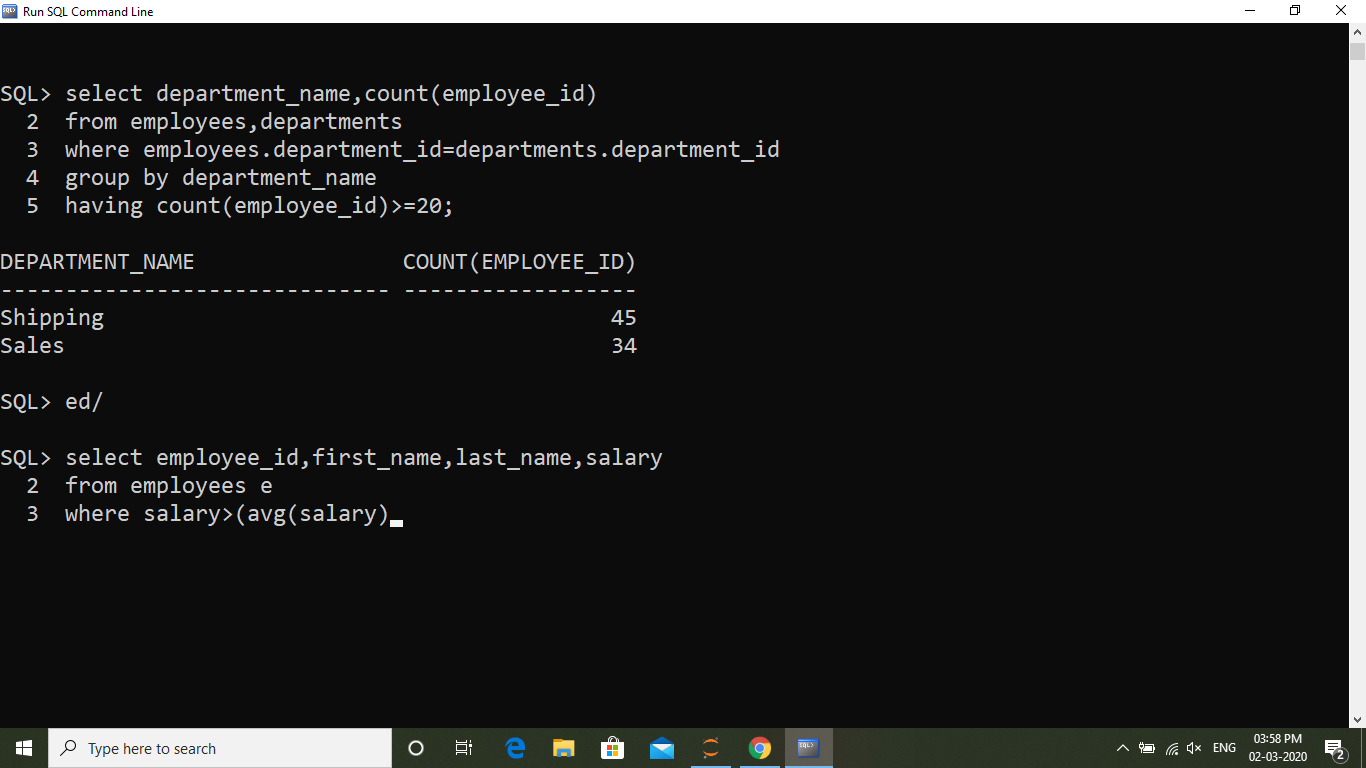 Run SQL Command Line
SQL> select department_name,count(employee_id)
2 from employees,departments
3 where employees.department_id=departments.department_id
4 group by department_name
5 having count(employee_id)>=20;
DEPARTMENT_NAME COUNT(EMPLOYEE_ID)
------------------------------ ------------------
Shipping 45
Sales 34
SQL> ed/
SQL> select employee_id,first_name,last_name,salary
2 from employees e
3 where salary>(avg(salary)
Type here to search
ENG
03:58 PM
02-03-2020
2